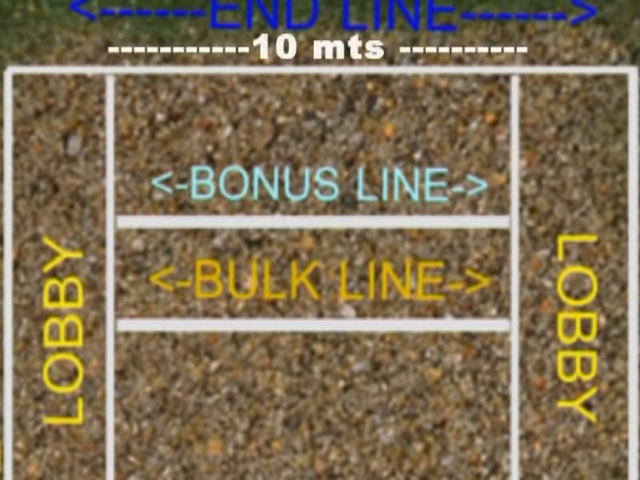 <------END LINE------>
-----------10 mts ----------
<-BONUS LINE->
<-BULK LINE->
LOBBY
LOBBY